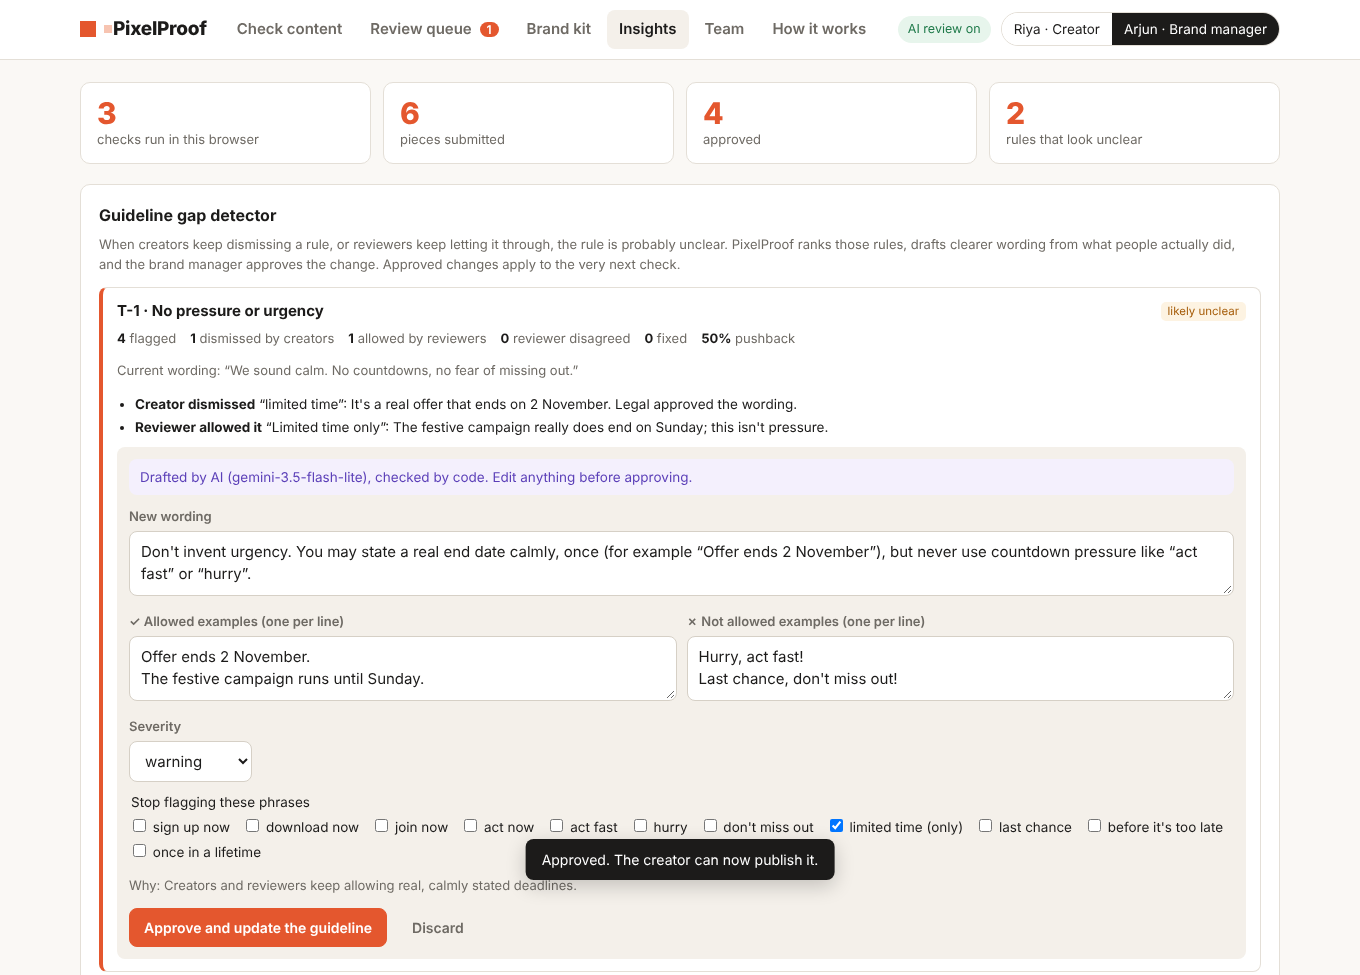 PixelProof
Check content
Review queue 1
Brand kit
Insights
Team
How it works
AI review on
Riya · Creator
Arjun · Brand manager
3
checks run in this browser
6
pieces submitted
4
approved
2
rules that look unclear
Guideline gap detector
When creators keep dismissing a rule, or reviewers keep letting it through, the rule is probably unclear. PixelProof ranks those rules, drafts clearer wording from what people actually did,
and the brand manager approves the change. Approved changes apply to the very next check.
T-1 · No pressure or urgency
likely unclear
4 flagged 1 dismissed by creators 1 allowed by reviewers 0 reviewer disagreed 0 fixed 50% pushback
Current wording: “We sound calm. No countdowns, no fear of missing out.”
• Creator dismissed “limited time”: It's a real offer that ends on 2 November. Legal approved the wording.
• Reviewer allowed it “Limited time only”: The festive campaign really does end on Sunday; this isn't pressure.
Drafted by AI (gemini-3.5-flash-lite), checked by code. Edit anything before approving.
New wording
Don't invent urgency. You may state a real end date calmly, once (for example “Offer ends 2 November”), but never use countdown pressure like “act
fast” or “hurry”.
✓ Allowed examples (one per line)
Offer ends 2 November.
The festive campaign runs until Sunday.
× Not allowed examples (one per line)
Hurry, act fast!
Last chance, don't miss out!
Severity
warning
Stop flagging these phrases
sign up now download now join now act now act fast hurry don't miss out limited time (only) last chance before it's too late
once in a lifetime
Approved. The creator can now publish it.
Why: Creators and reviewers keep allowing real, calmly stated deadlines.
Approve and update the guideline
Discard